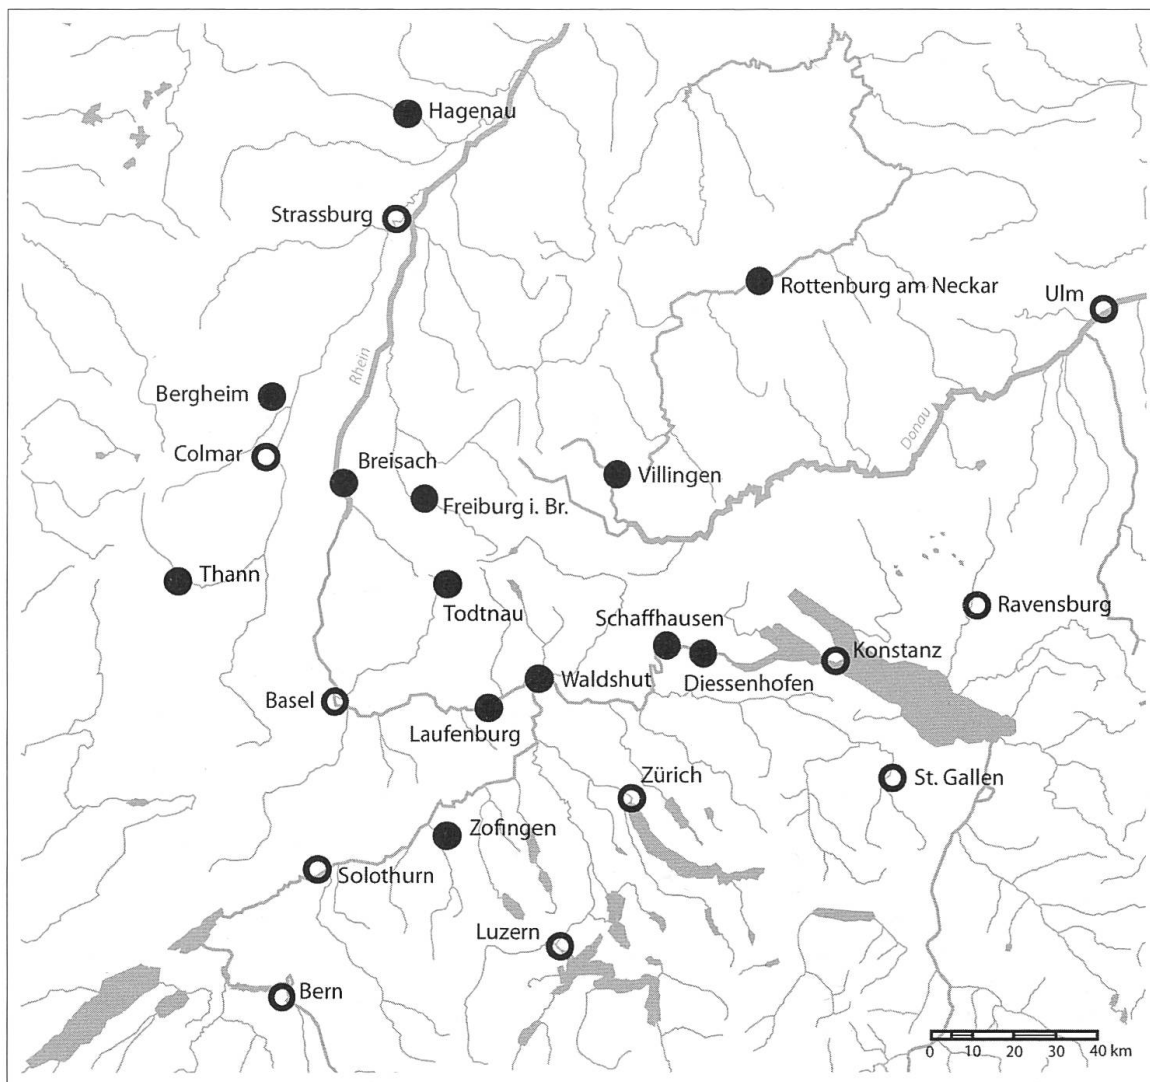 Hagenau
Strassburg
Rottenburg am Neckar
Ulm
Rhein
Bergheim
Donau
Colmar
Breisach
Villingen
Freiburg i. Br.
Thann
Todtnau
Ravensburg
Schaffhausen
Konstanz
Waldshut
Diessenhofen
Basel
Laufenburg
Zürich
St. Gallen
Zofingen
Solothurn
Luzern
Bern
0 10 20 30 40 km